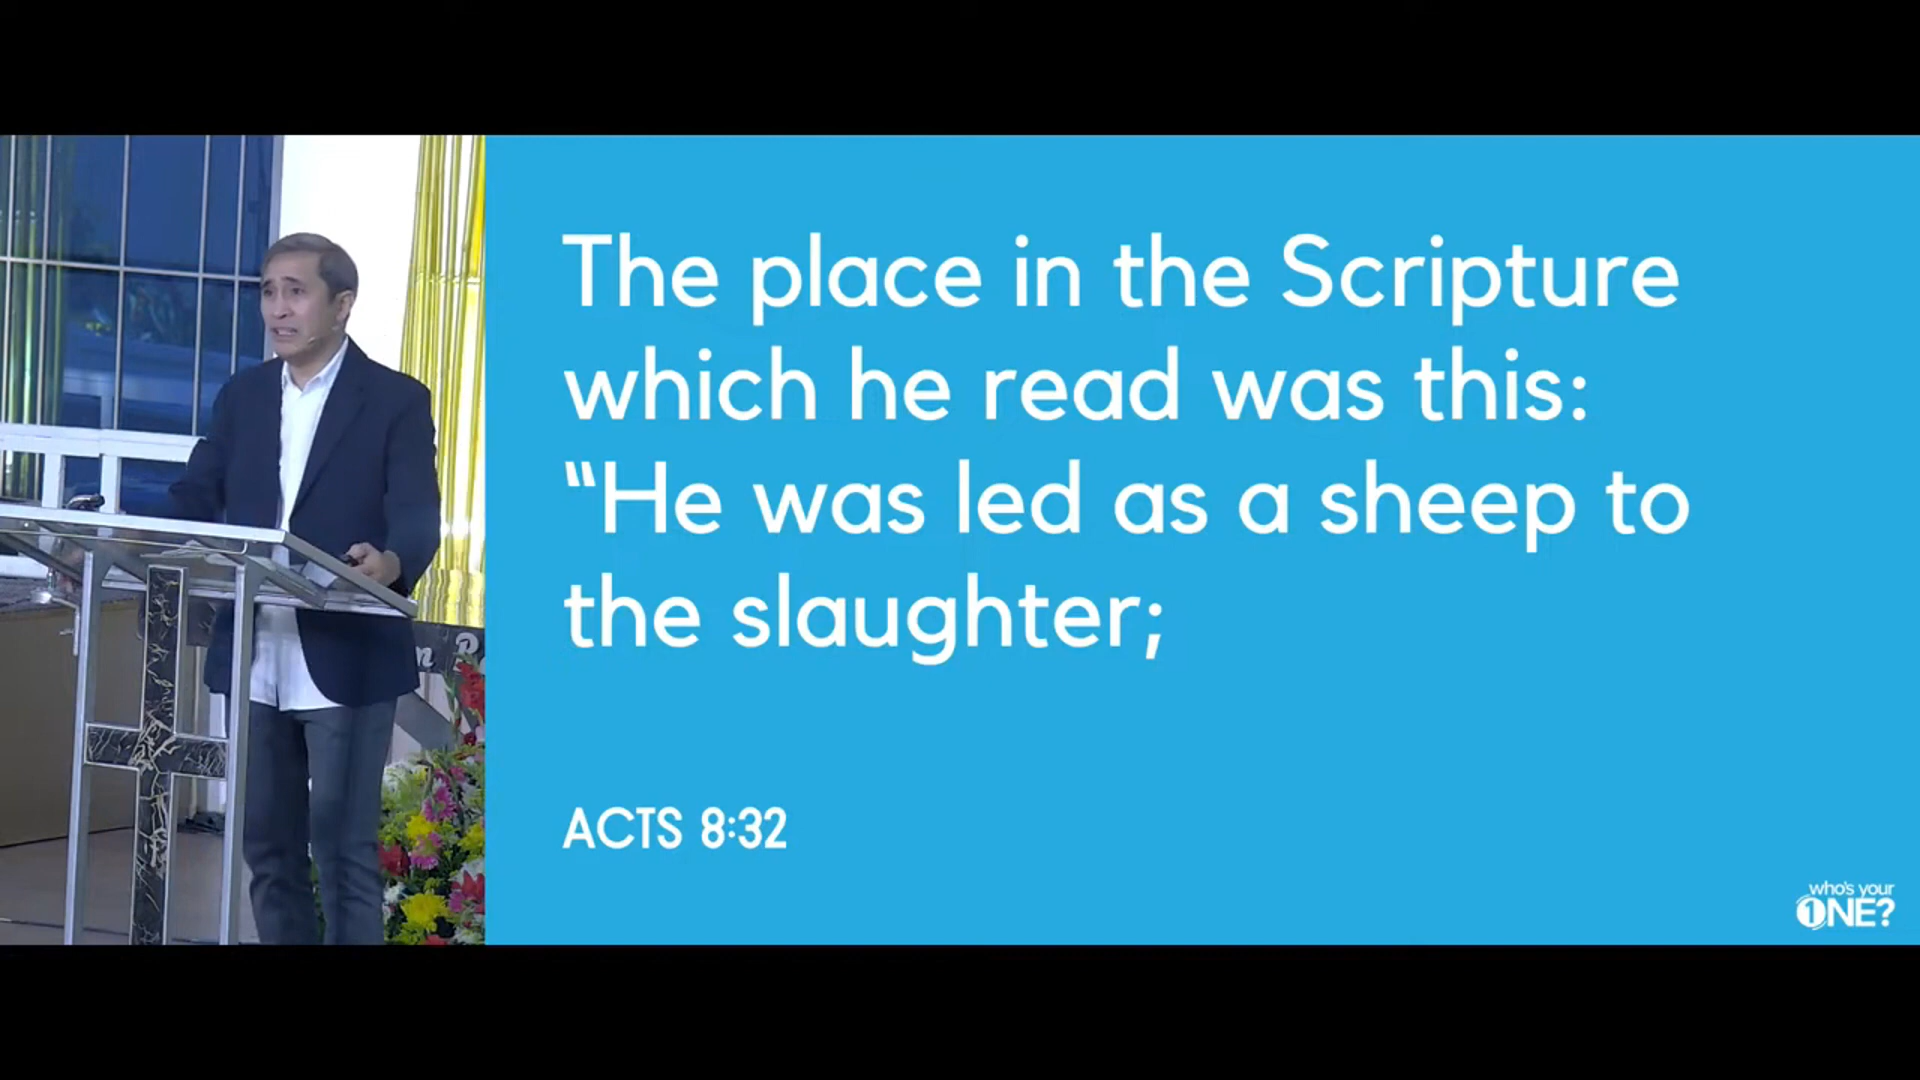 The place in the Scripture
which he read was this:
“He was led as a sheep to
the slaughter;
ACTS 8:32
who's your
ONE?